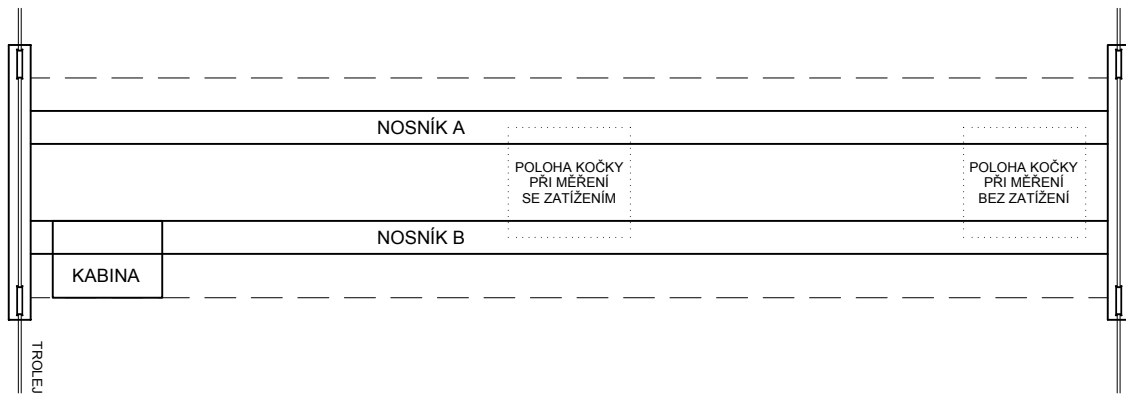 NOSNÍK A
POLOHA KOČKY
PŘI MĚŘENÍ
SE ZATÍŽENÍM
POLOHA KOČKY
PŘI MĚŘENÍ
BEZ ZATÍŽENÍ
NOSNÍK B
KABINA
TROLEJ